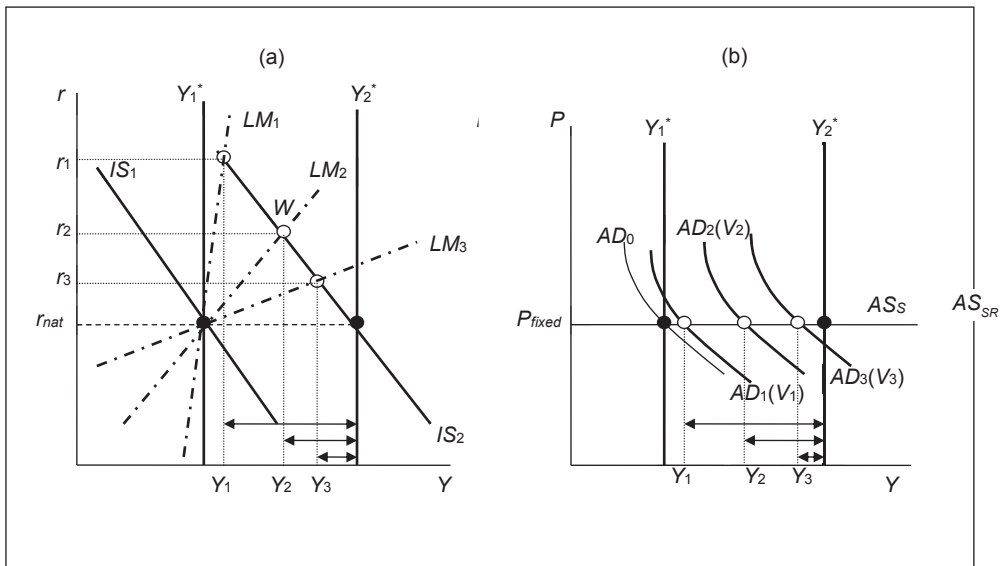 (a)
(b)
r
Y1*
Y2*
P
Y1*
Y2*
LM1
r1
IS1
LM2
W
r2
AD0
AD2(V2)
LM3
r3
ASS
ASSR
rnat
Pfixed
AD1(V1)
AD3(V3)
IS2
Y1
Y2
Y3
Y
Y1
Y2
Y3
Y